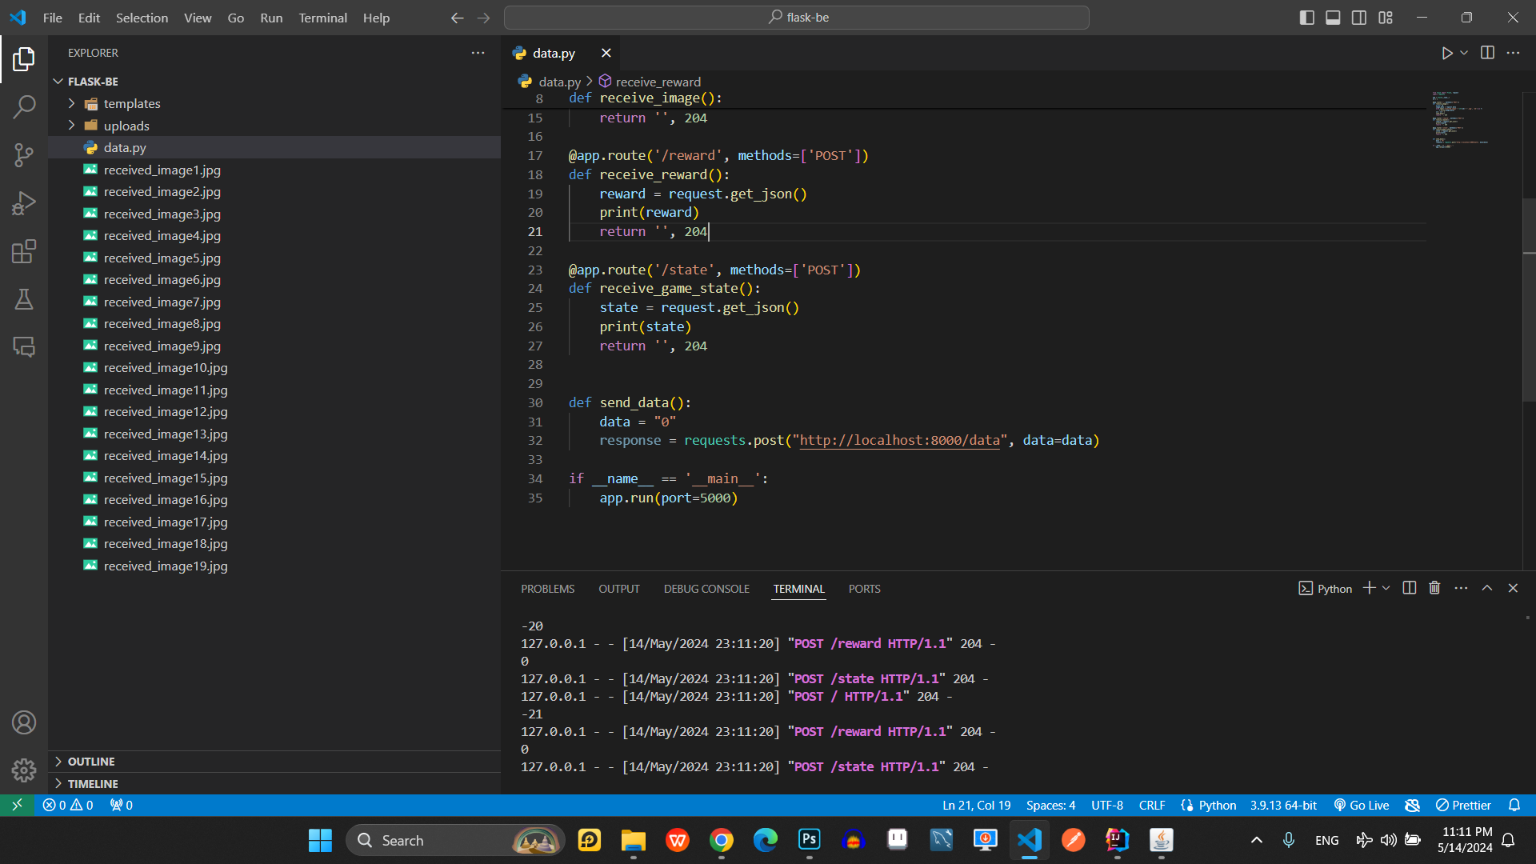 File Edit Selection View Go Run Terminal Help
flask-be
EXPLORER
FLASK-BE
templates
uploads
data.py
received_image1.jpg
received_image2.jpg
received_image3.jpg
received_image4.jpg
received_image5.jpg
received_image6.jpg
received_image7.jpg
received_image8.jpg
received_image9.jpg
received_image10.jpg
received_image11.jpg
received_image12.jpg
received_image13.jpg
received_image14.jpg
received_image15.jpg
received_image16.jpg
received_image17.jpg
received_image18.jpg
received_image19.jpg
OUTLINE
TIMELINE
data.py
data.py > receive_reward
8 def receive_image():
15 return '', 204
16
17 @app.route('/reward', methods=['POST'])
18 def receive_reward():
19 reward = request.get_json()
20 print(reward)
21 return '', 204
22
23 @app.route('/state', methods=['POST'])
24 def receive_game_state():
25 state = request.get_json()
26 print(state)
27 return '', 204
28
29
30 def send_data():
31 data = "0"
32 response = requests.post("http://localhost:8000/data", data=data)
33
34 if __name__ == '__main__':
35 app.run(port=5000)
PROBLEMS OUTPUT DEBUG CONSOLE TERMINAL PORTS
Python
-20
127.0.0.1 - - [14/May/2024 23:11:20] "POST /reward HTTP/1.1" 204 -
0
127.0.0.1 - - [14/May/2024 23:11:20] "POST /state HTTP/1.1" 204 -
127.0.0.1 - - [14/May/2024 23:11:20] "POST / HTTP/1.1" 204 -
-21
127.0.0.1 - - [14/May/2024 23:11:20] "POST /reward HTTP/1.1" 204 -
0
127.0.0.1 - - [14/May/2024 23:11:20] "POST /state HTTP/1.1" 204 -
0 0 0 Ln 21, Col 19 Spaces: 4 UTF-8 CRLF Python 3.9.13 64-bit Go Live Prettier
Search
W
Ps
IJ
ENG
11:11 PM
5/14/2024